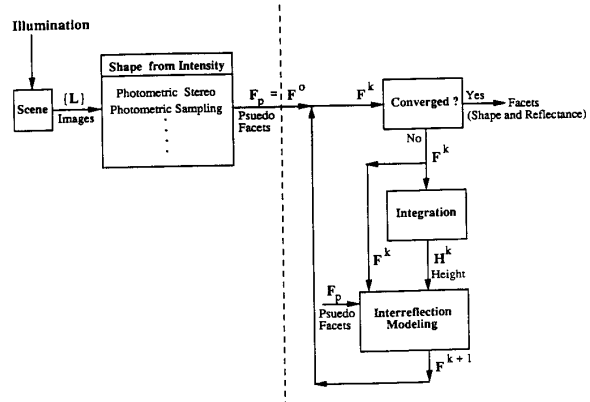 Illumination
Scene
{L}
Images
Shape from Intensity
Photometric Stereo
Photometric Sampling
F_p = F^o
Psuedo
Facets
F^k
Converged ?
Yes
Facets
(Shape and Reflectance)
No
F^k
Integration
F^k
H^k
Height
F_p
Psuedo
Facets
Interreflection
Modeling
F^k+1